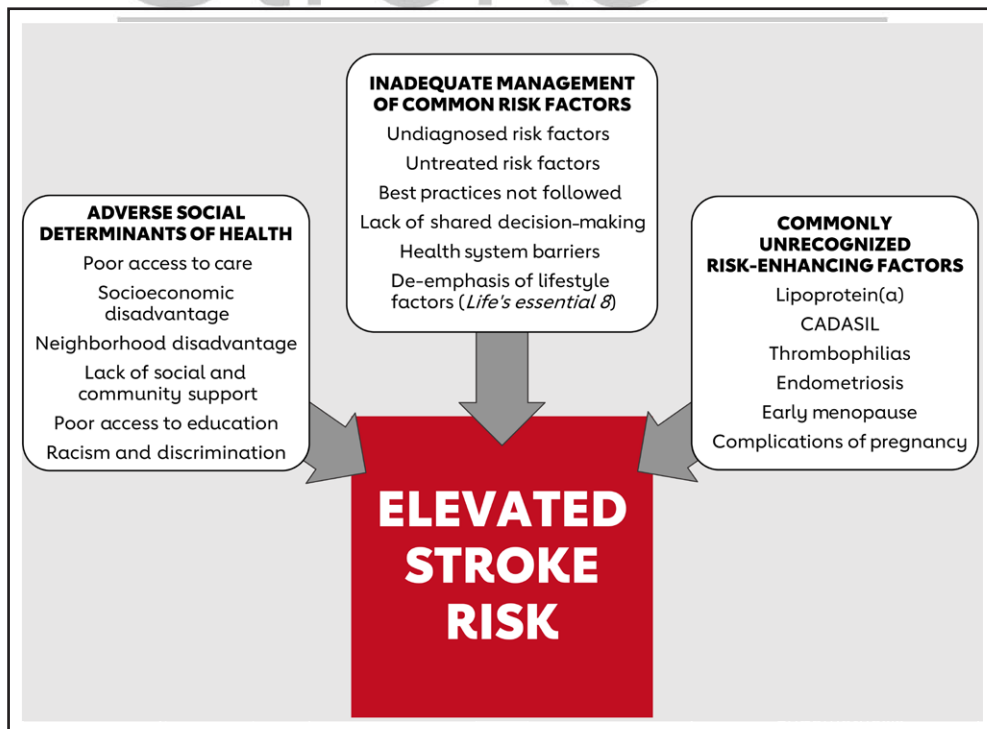 Stroke
INADEQUATE MANAGEMENT
OF COMMON RISK FACTORS
Undiagnosed risk factors
Untreated risk factors
Best practices not followed
Lack of shared decision-making
Health system barriers
De-emphasis of lifestyle
factors (Life's essential 8)
ADVERSE SOCIAL
DETERMINANTS OF HEALTH
Poor access to care
Socioeconomic
disadvantage
Neighborhood disadvantage
Lack of social and
community support
Poor access to education
Racism and discrimination
COMMONLY
UNRECOGNIZED
RISK-ENHANCING FACTORS
Lipoprotein(a)
CADASIL
Thrombophilias
Endometriosis
Early menopause
Complications of pregnancy
ELEVATED
STROKE
RISK